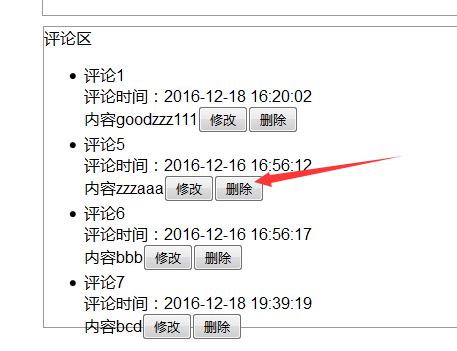 评论区
评论1
评论时间：2016-12-18 16:20:02
内容goodzzz111 修改 删除
评论5
评论时间：2016-12-16 16:56:12
内容zzzaaa 修改 删除
评论6
评论时间：2016-12-16 16:56:17
内容bbb 修改 删除
评论7
评论时间：2016-12-18 19:39:19
内容bcd 修改 删除